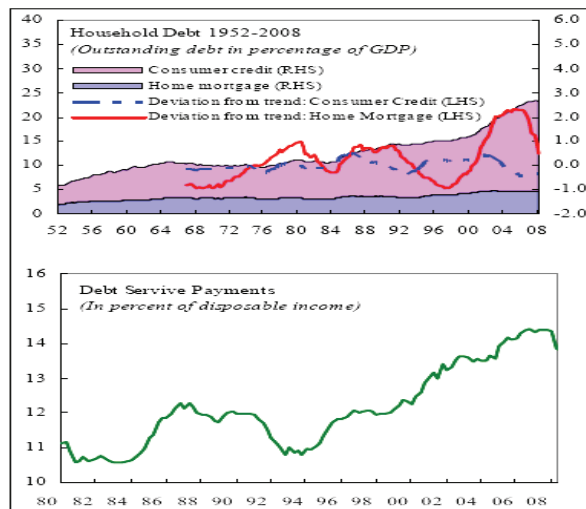 Household Debt 1952-2008
(Outstanding debt in percentage of GDP)
Consumer credit (RHS)
Home mortgage (RHS)
Deviation from trend: Consumer Credit (LHS)
Deviation from trend: Home Mortgage (LHS)
40
35
30
25
20
15
10
5
0
6.0
5.0
4.0
3.0
2.0
1.0
0.0
-1.0
-2.0
52 56 60 64 68 72 76 80 84 88 92 96 00 04 08
Debt Servive Payments
(In percent of disposable income)
16
15
14
13
12
11
10
80 82 84 86 88 90 92 94 96 98 00 02 04 06 08